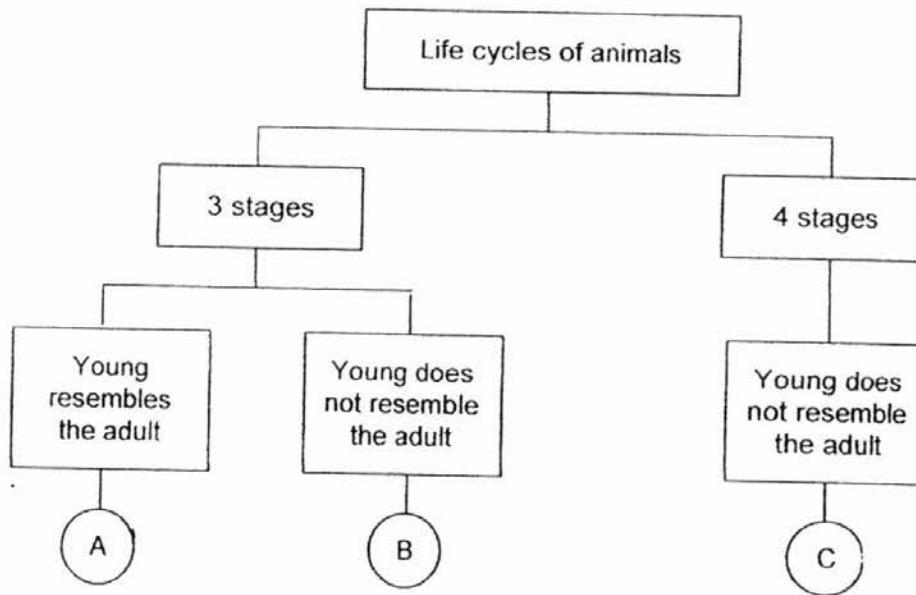 Life cycles of animals
3 stages
4 stages
Young
resembles
the adult
Young does
not resemble
the adult
Young does
not resemble
the adult
A
B
C